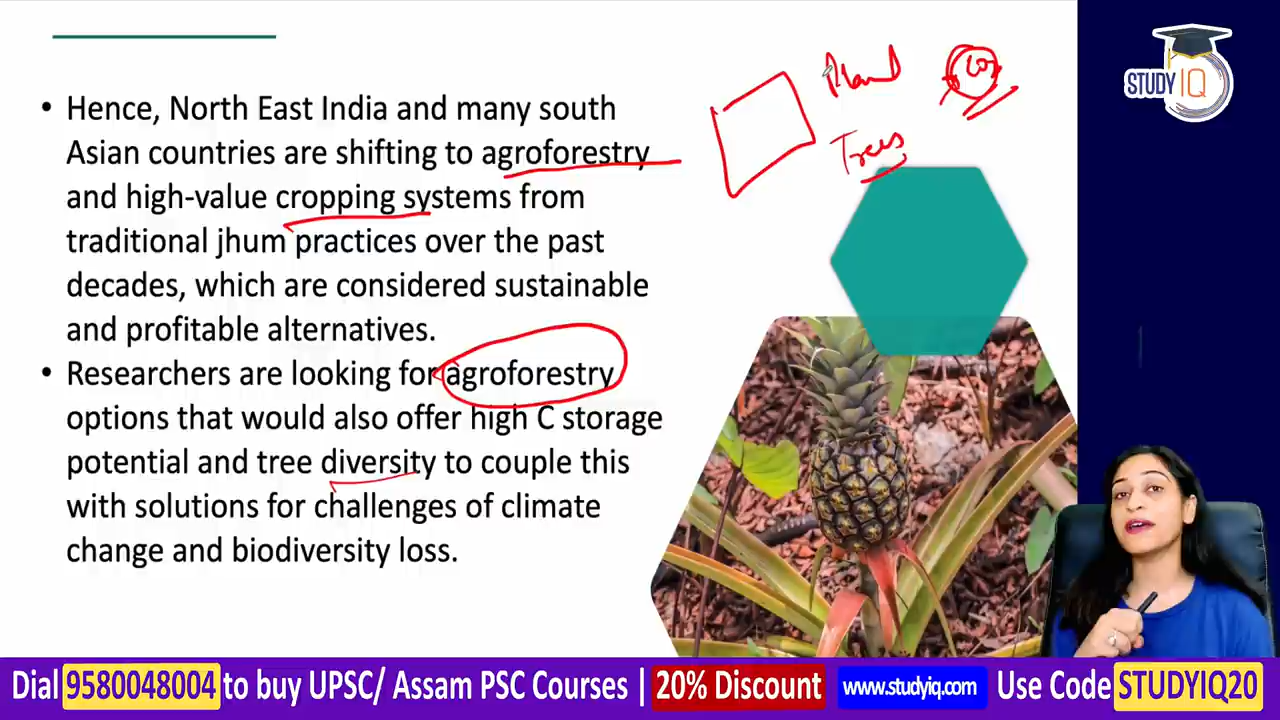 • Hence, North East India and many south
Asian countries are shifting to agroforestry
and high-value cropping systems from
traditional jhum practices over the past
decades, which are considered sustainable
and profitable alternatives.
• Researchers are looking for agroforestry
options that would also offer high C storage
potential and tree diversity to couple this
with solutions for challenges of climate
change and biodiversity loss.
Trees
STUDY IQ
Dial 9580048004 to buy UPSC/ Assam PSC Courses | 20% Discount www.studyiq.com Use Code STUDYIQ20